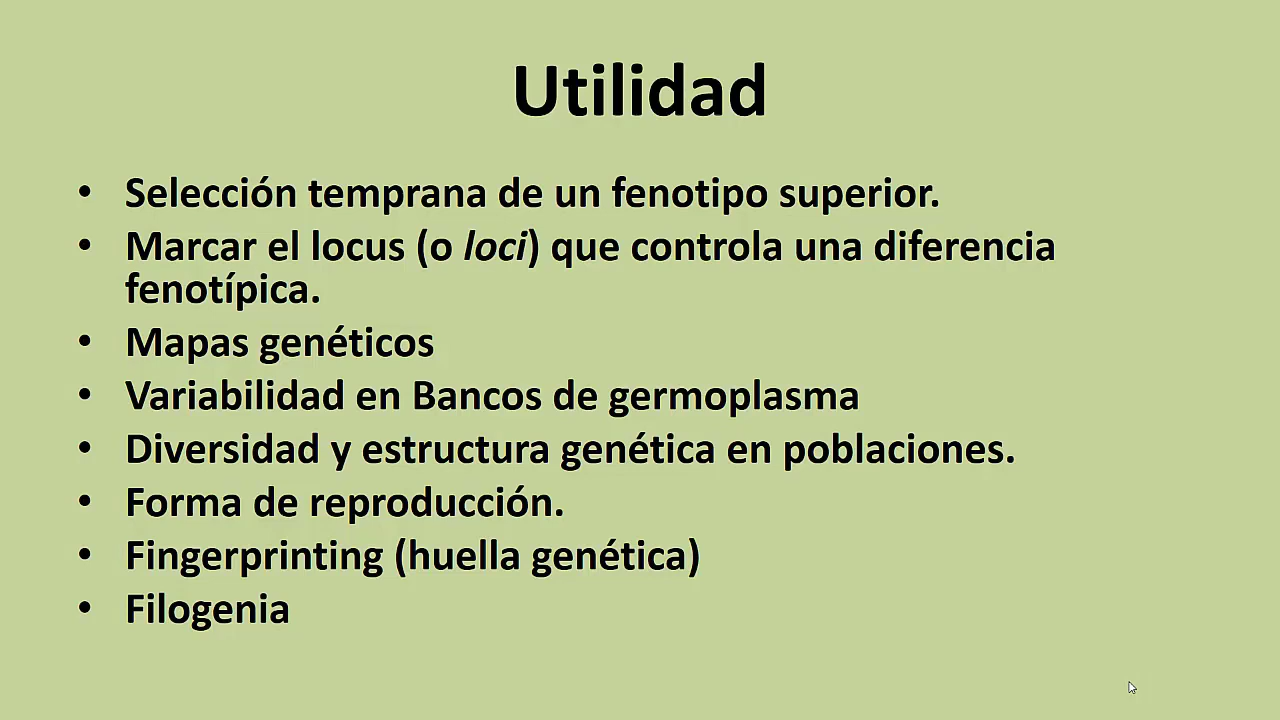 Utilidad
• Selección temprana de un fenotipo superior.
• Marcar el locus (o loci) que controla una diferencia
fenotípica.
• Mapas genéticos
• Variabilidad en Bancos de germoplasma
• Diversidad y estructura genética en poblaciones.
• Forma de reproducción.
• Fingerprinting (huella genética)
• Filogenia